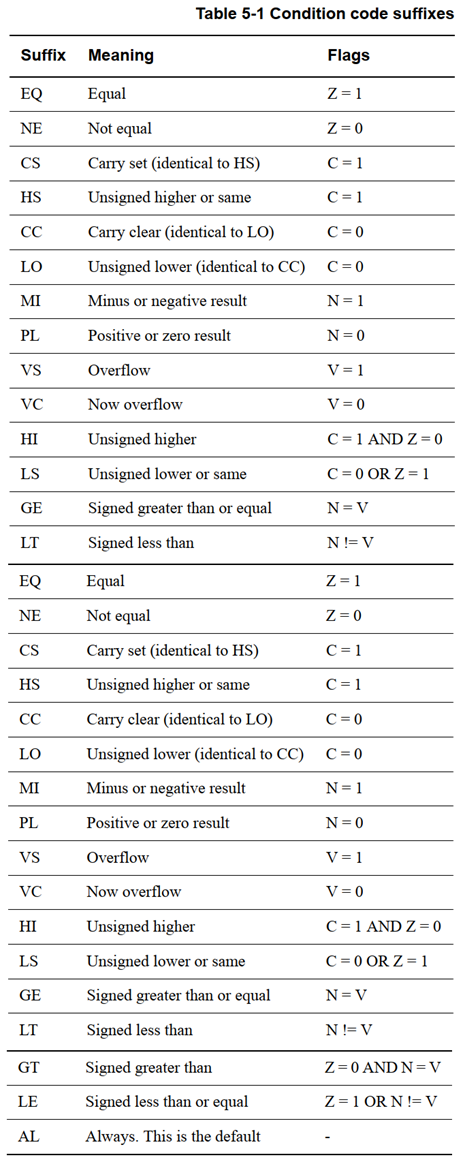 Table 5-1 Condition code suffixes
Suffix Meaning Flags
EQ Equal Z = 1
NE Not equal Z = 0
CS Carry set (identical to HS) C = 1
HS Unsigned higher or same C = 1
CC Carry clear (identical to LO) C = 0
LO Unsigned lower (identical to CC) C = 0
MI Minus or negative result N = 1
PL Positive or zero result N = 0
VS Overflow V = 1
VC Now overflow V = 0
HI Unsigned higher C = 1 AND Z = 0
LS Unsigned lower or same C = 0 OR Z = 1
GE Signed greater than or equal N = V
LT Signed less than N != V
EQ Equal Z = 1
NE Not equal Z = 0
CS Carry set (identical to HS) C = 1
HS Unsigned higher or same C = 1
CC Carry clear (identical to LO) C = 0
LO Unsigned lower (identical to CC) C = 0
MI Minus or negative result N = 1
PL Positive or zero result N = 0
VS Overflow V = 1
VC Now overflow V = 0
HI Unsigned higher C = 1 AND Z = 0
LS Unsigned lower or same C = 0 OR Z = 1
GE Signed greater than or equal N = V
LT Signed less than N != V
GT Signed greater than Z = 0 AND N = V
LE Signed less than or equal Z = 1 OR N != V
AL Always. This is the default -